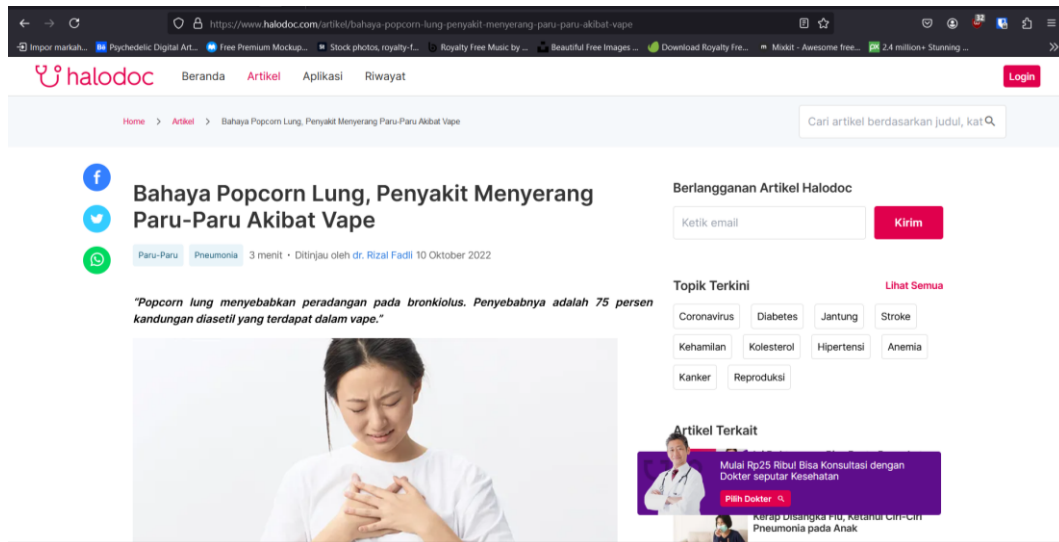 https://www.halodoc.com/artikel/bahaya-popcorn-lung-penyakit-menyerang-paru-paru-akibat-vape
32
Impor markah...
Psychedelic Digital Art...
Free Premium Mockup...
Stock photos, royalty-f...
Royalty Free Music by ...
Beautiful Free Images ...
Download Royalty Fre...
Mixkit - Awesome free...
2.4 million+ Stunning ...
halodoc
Beranda
Artikel
Aplikasi
Riwayat
Login
Home > Artikel > Bahaya Popcorn Lung, Penyakit Menyerang Paru-Paru Akibat Vape
Cari artikel berdasarkan judul, kat
Bahaya Popcorn Lung, Penyakit Menyerang
Paru-Paru Akibat Vape
Paru-Paru
Pneumonia
3 menit • Ditinjau oleh dr. Rizal Fadli 10 Oktober 2022
"Popcorn lung menyebabkan peradangan pada bronkiolus. Penyebabnya adalah 75 persen
kandungan diasetil yang terdapat dalam vape."
Berlangganan Artikel Halodoc
Ketik email
Kirim
Topik Terkini
Lihat Semua
Coronavirus
Diabetes
Jantung
Stroke
Kehamilan
Kolesterol
Hipertensi
Anemia
Kanker
Reproduksi
Artikel Terkait
Mulai Rp25 Ribu! Bisa Konsultasi dengan
Dokter seputar Kesehatan
Pilih Dokter
Kerap Disangka Flu, Ketahui Ciri-Ciri
Pneumonia pada Anak